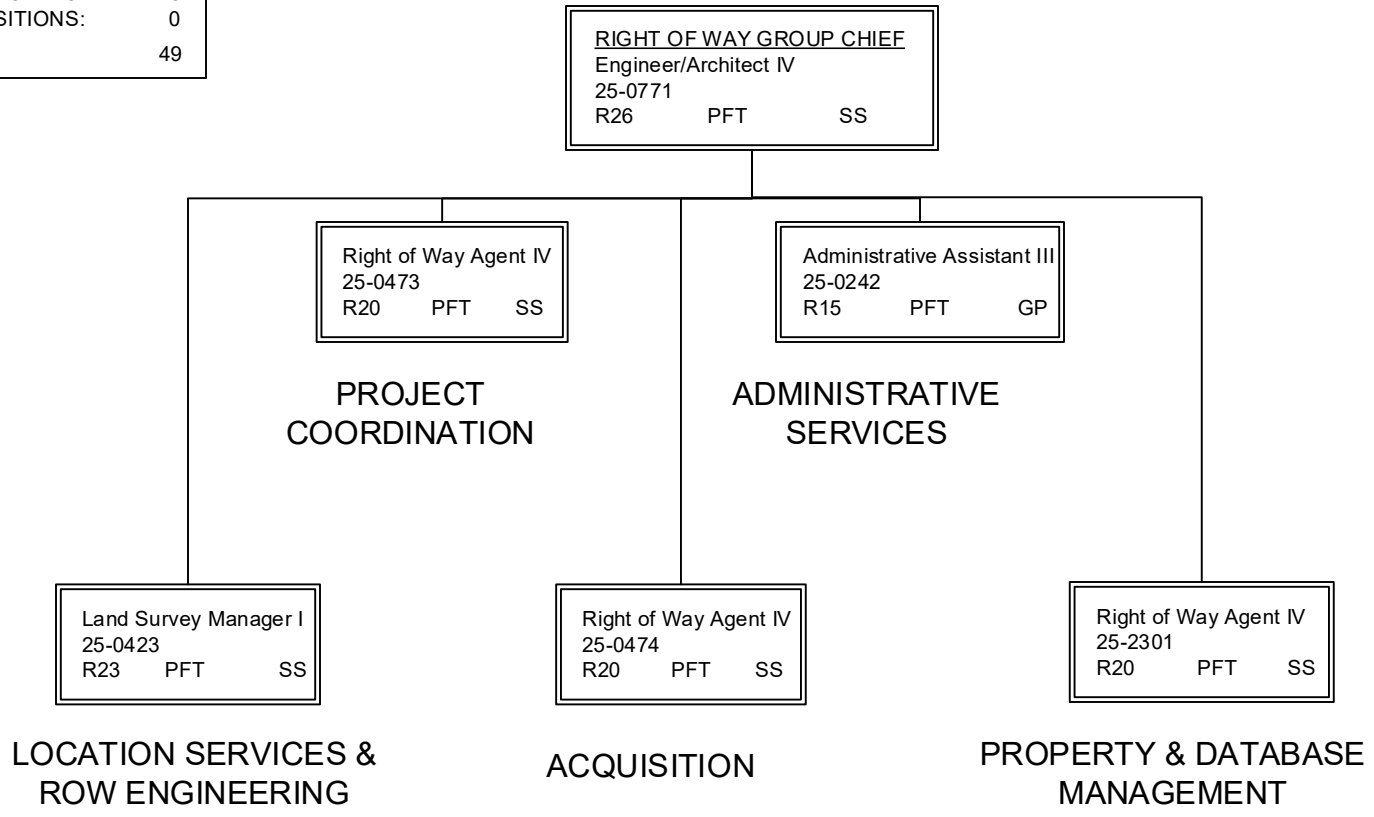 SITIONS: 0
49
RIGHT OF WAY GROUP CHIEF
Engineer/Architect IV
25-0771
R26 PFT SS
Right of Way Agent IV
25-0473
R20 PFT SS
PROJECT
COORDINATION
Administrative Assistant III
25-0242
R15 PFT GP
ADMINISTRATIVE
SERVICES
Land Survey Manager I
25-0423
R23 PFT SS
LOCATION SERVICES &
ROW ENGINEERING
Right of Way Agent IV
25-0474
R20 PFT SS
ACQUISITION
Right of Way Agent IV
25-2301
R20 PFT SS
PROPERTY & DATABASE
MANAGEMENT